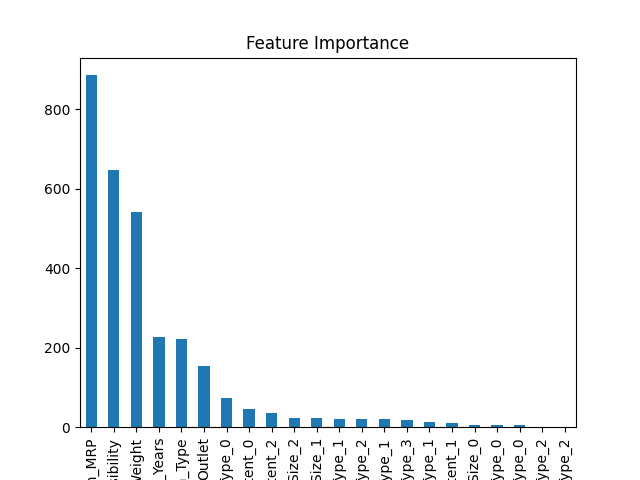 Feature Importance
800
600
400
200
0
_MRP
ibility
Weight
_Years
_Type
Outlet
ype_0
ent_0
ent_2
Size_2
Size_1
ype_1
ype_2
ype_1
ype_3
ype_1
ent_1
Size_0
ype_0
ype_0
ype_2
ype_2